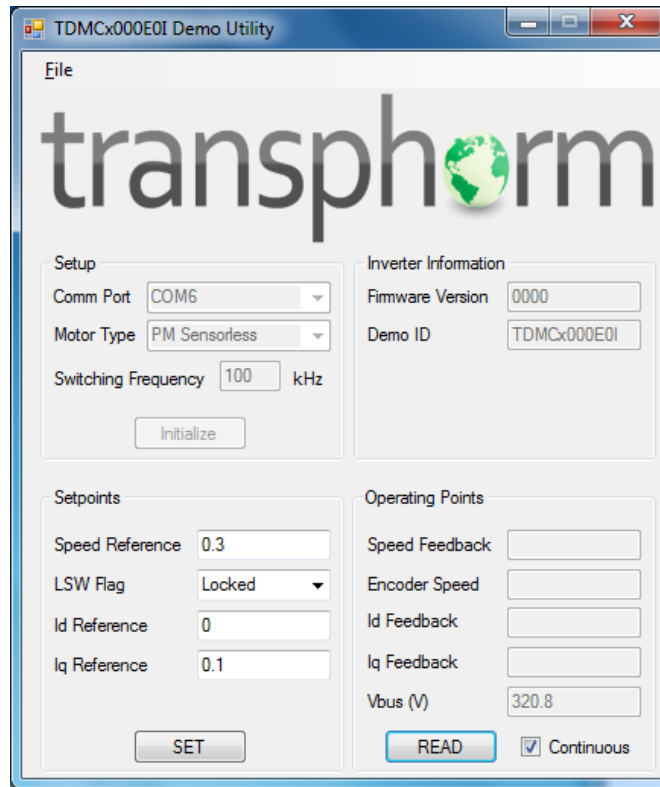 TDMCx000E0I Demo Utility
File
transphorm
Setup
Comm Port COM6
Motor Type PM Sensorless
Switching Frequency 100 kHz
Initialize
Inverter Information
Firmware Version 0000
Demo ID TDMCx000E0I
Setpoints
Speed Reference 0.3
LSW Flag Locked
Id Reference 0
Iq Reference 0.1
SET
Operating Points
Speed Feedback
Encoder Speed
Id Feedback
Iq Feedback
Vbus (V) 320.8
READ Continuous